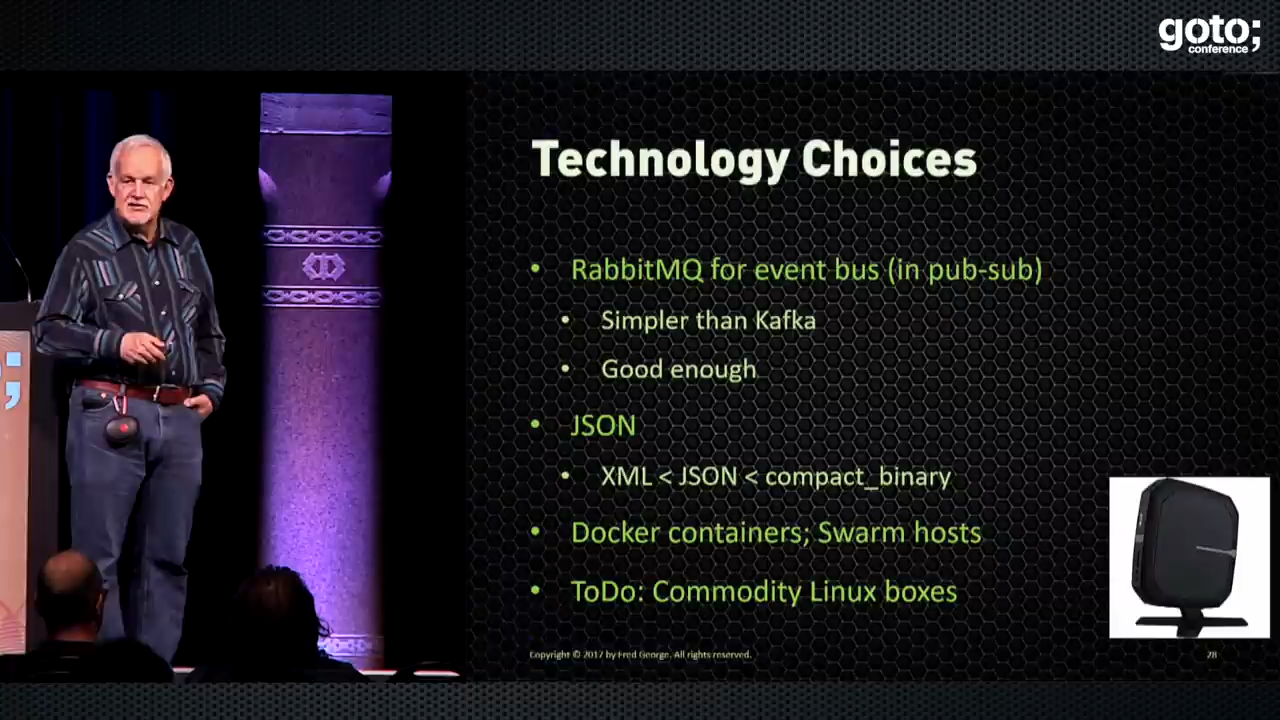 goto;
conference
Technology Choices
• RabbitMQ for event bus (in pub-sub)
• Simpler than Kafka
• Good enough
• JSON
• XML < JSON < compact_binary
• Docker containers; Swarm hosts
• ToDo: Commodity Linux boxes
Copyright © 2017 by Fred George. All rights reserved.
28
;